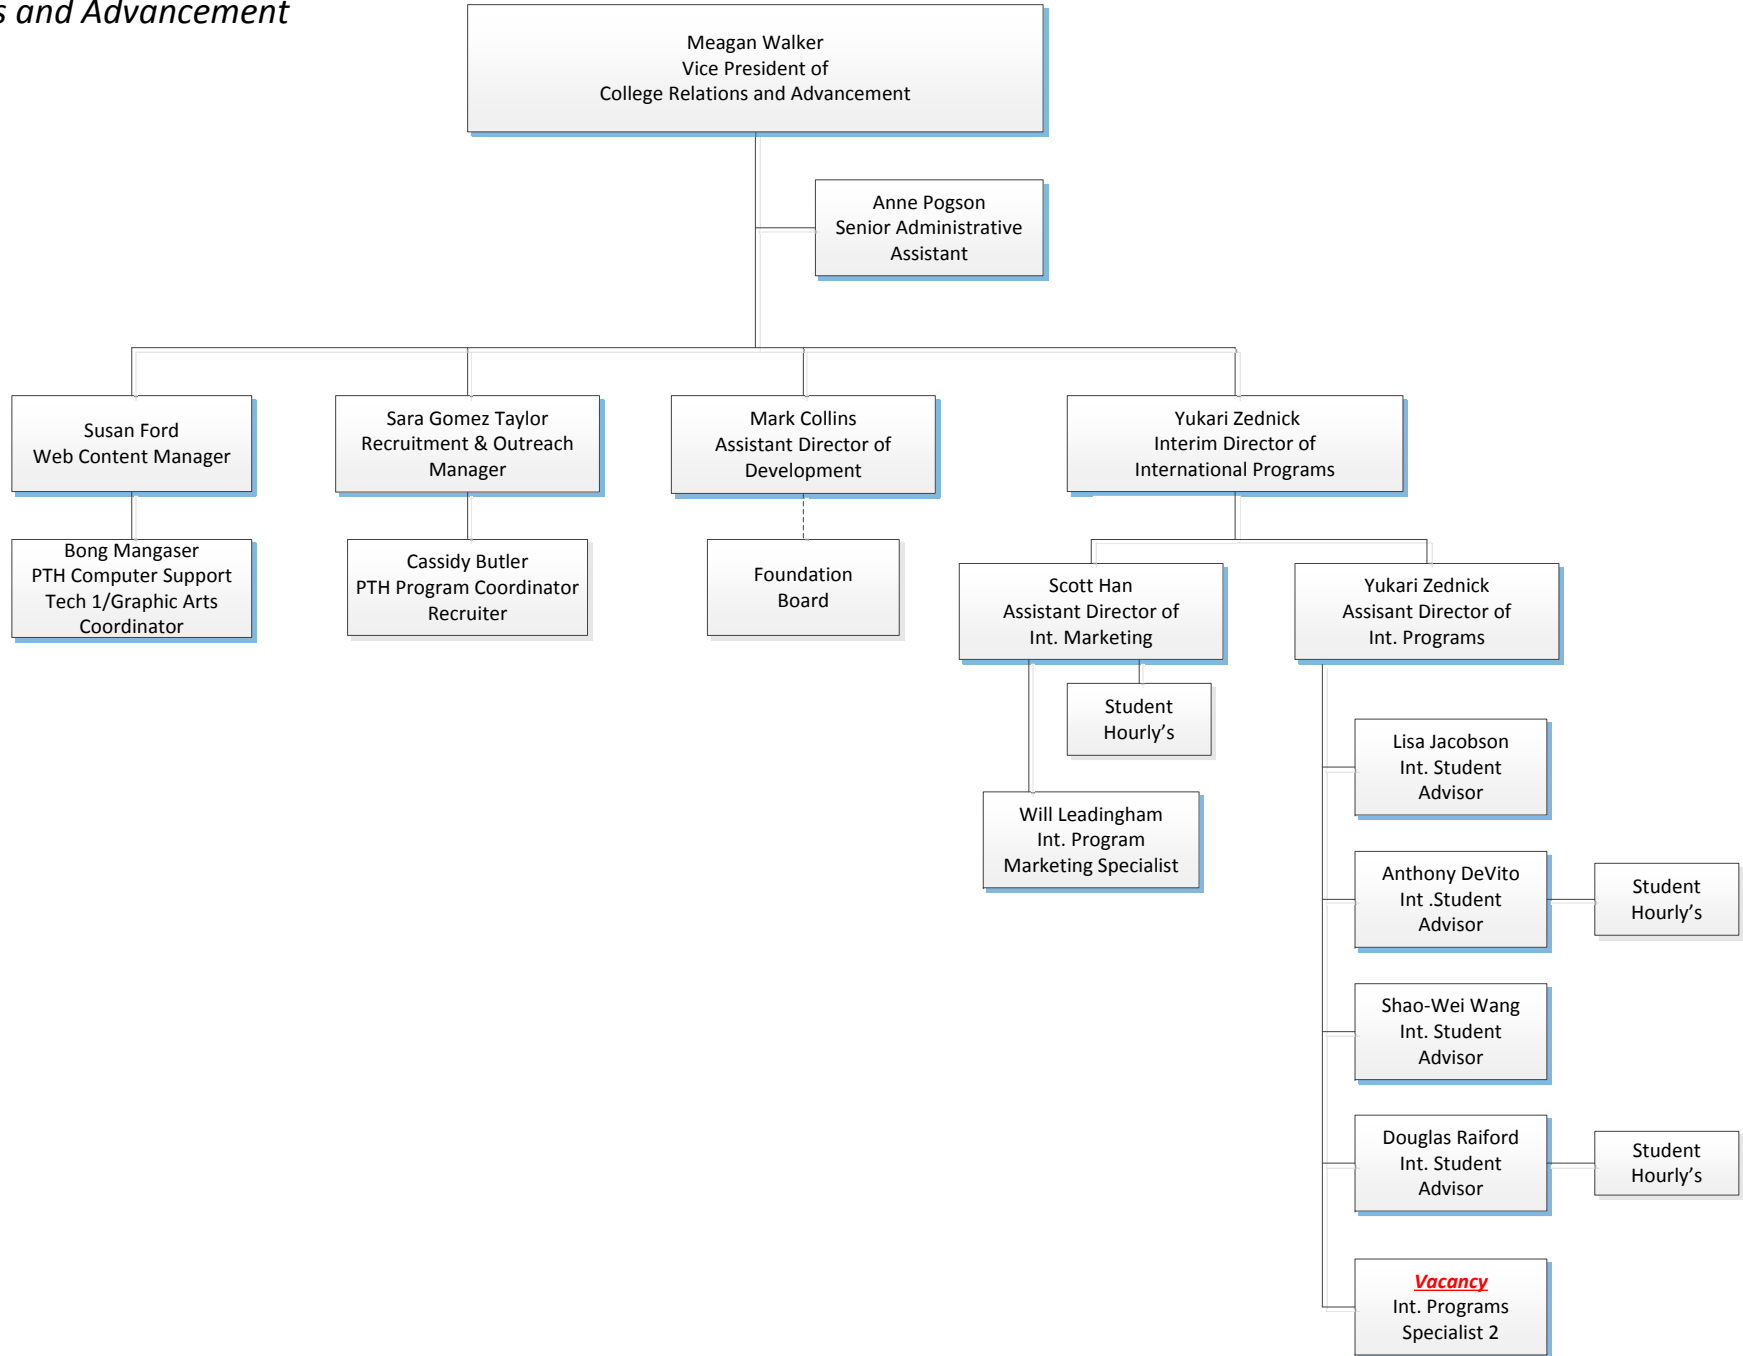 s and Advancement
Meagan Walker
Vice President of
College Relations and Advancement
Anne Pogson
Senior Administrative
Assistant
Susan Ford
Web Content Manager
Sara Gomez Taylor
Recruitment & Outreach
Manager
Mark Collins
Assistant Director of
Development
Yukari Zednick
Interim Director of
International Programs
Bong Mangaser
PTH Computer Support
Tech 1/Graphic Arts
Coordinator
Cassidy Butler
PTH Program Coordinator
Recruiter
Foundation
Board
Scott Han
Assistant Director of
Int. Marketing
Yukari Zednick
Assisant Director of
Int. Programs
Student
Hourly’s
Will Leadingham
Int. Program
Marketing Specialist
Lisa Jacobson
Int. Student
Advisor
Anthony DeVito
Int .Student
Advisor
Student
Hourly’s
Shao-Wei Wang
Int. Student
Advisor
Douglas Raiford
Int. Student
Advisor
Student
Hourly’s
Vacancy
Int. Programs
Specialist 2